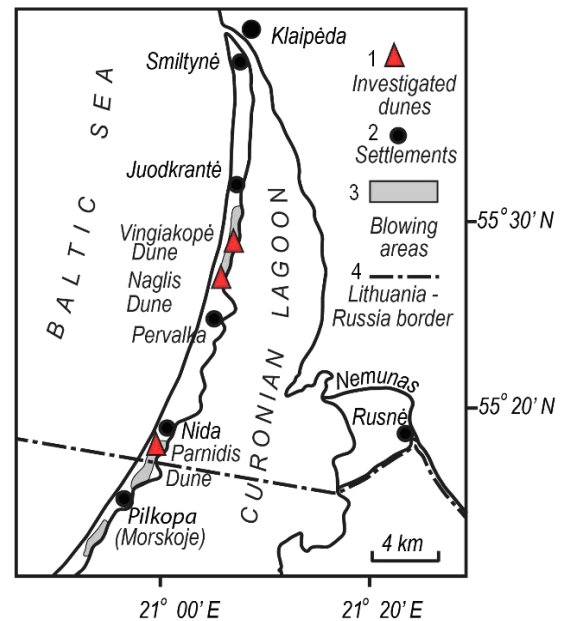 Klaipėda
Smiltynė
1
Investigated
dunes
2
Settlements
3
Blowing
areas
4
Lithuania -
Russia border
BALTIC SEA
Juodkrantė
Vingiakopė
Dune
Naglis
Dune
Pervalka
CURONIAN LAGOON
55° 30' N
Nemunas
Rusnė
55° 20' N
Nida
Parnidis
Dune
Pilkopa
(Morskoje)
4 km
21° 00' E
21° 20' E